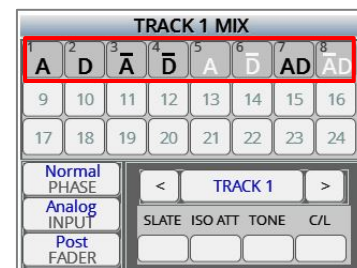 TRACK 1 MIX
1 A 2 D 3 A̅ 4 D̅ 5 A 6 D̅ 7 AD 8 A̅D̅
9 10 11 12 13 14 15 16
17 18 19 20 21 22 23 24
Normal
PHASE
< TRACK 1 >
Analog
INPUT
SLATE ISO ATT TONE C/L
Post
FADER